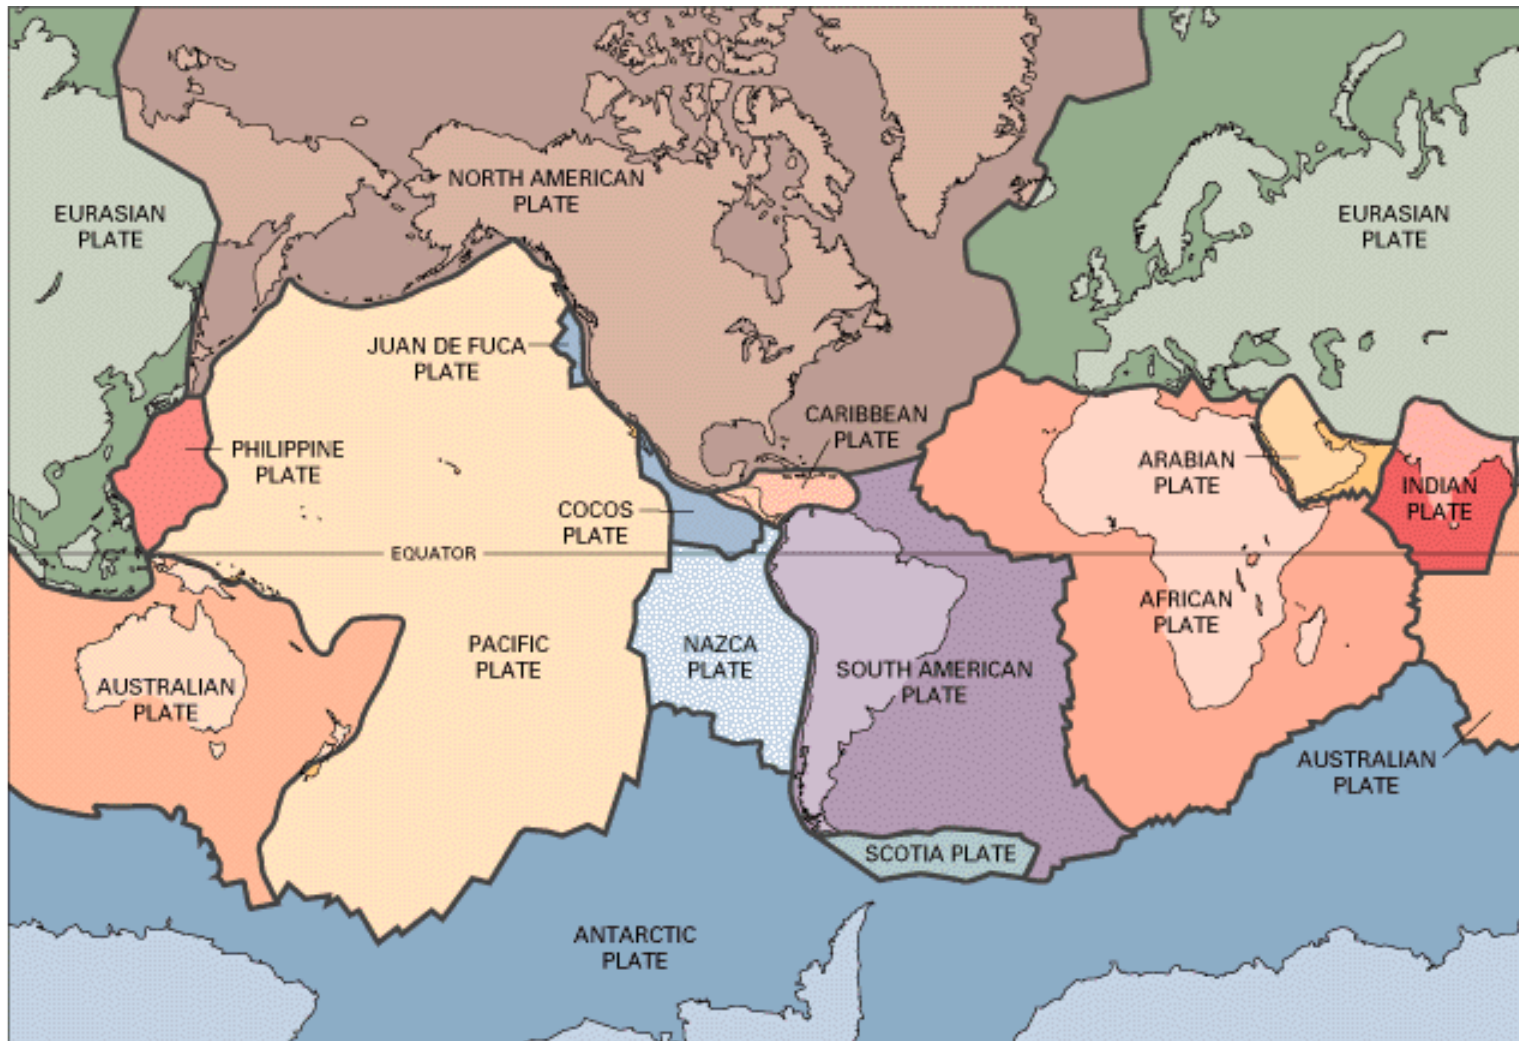 NORTH AMERICAN
PLATE
EURASIAN
PLATE
EURASIAN
PLATE
JUAN DE FUCA
PLATE
CARIBBEAN
PLATE
PHILIPPINE
PLATE
ARABIAN
PLATE
INDIAN
PLATE
COCOS
PLATE
EQUATOR
AFRICAN
PLATE
PACIFIC
PLATE
NAZCA
PLATE
SOUTH AMERICAN
PLATE
AUSTRALIAN
PLATE
AUSTRALIAN
PLATE
SCOTIA PLATE
ANTARCTIC
PLATE